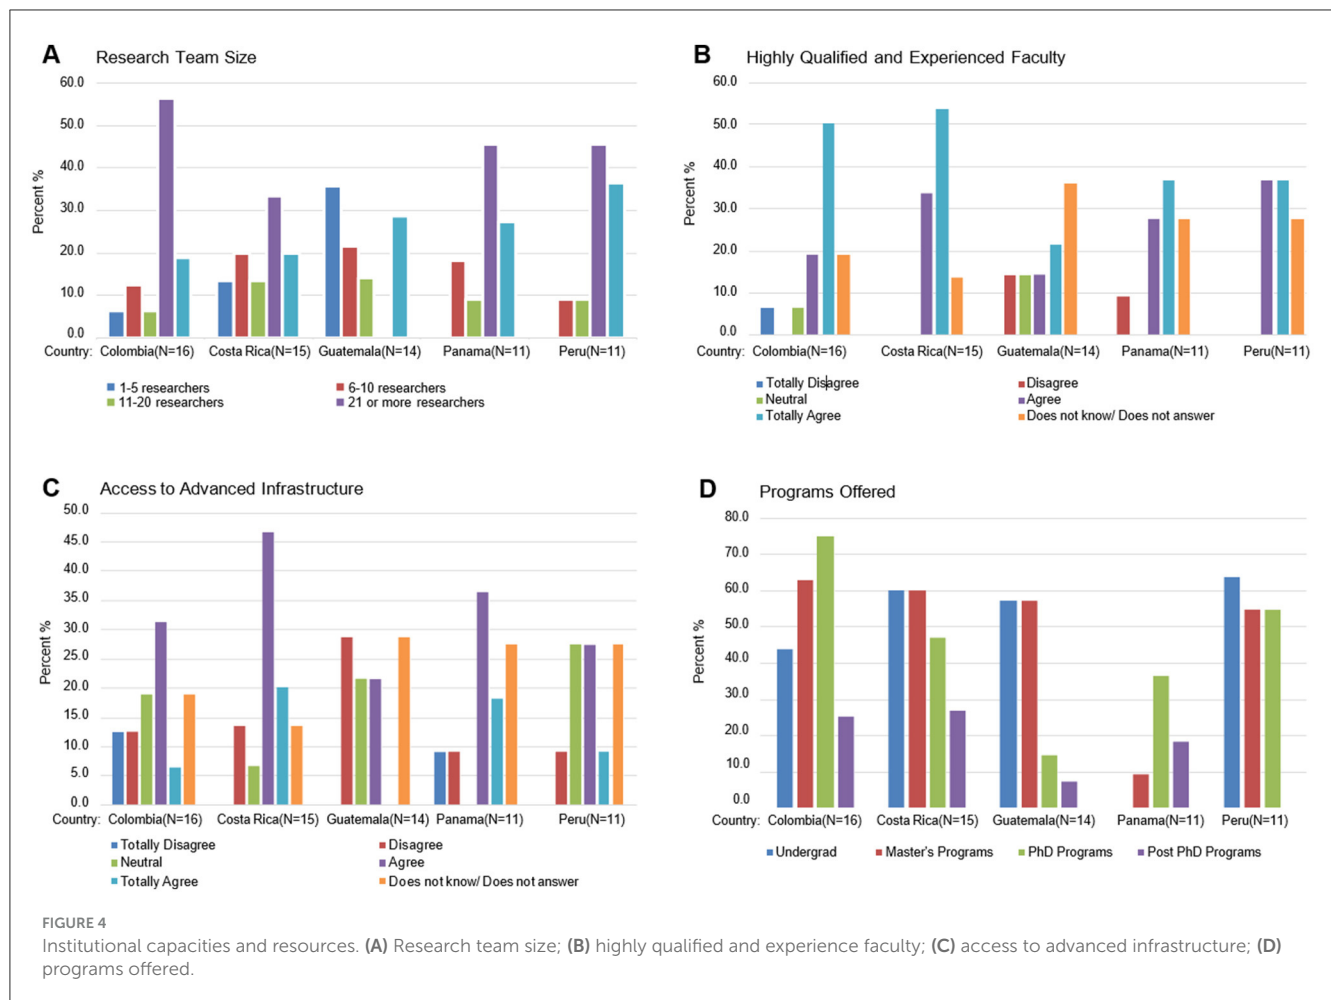 A Research Team Size
Percent %
60.0
50.0
40.0
30.0
20.0
10.0
0.0
Country: Colombia(N=16) Costa Rica(N=15) Guatemala(N=14) Panama(N=11) Peru(N=11)
1-5 researchers 6-10 researchers
11-20 researchers 21 or more researchers
B Highly Qualified and Experienced Faculty
Percent %
60.0
50.0
40.0
30.0
20.0
10.0
0.0
Country: Colombia(N=16) Costa Rica(N=15) Guatemala(N=14) Panama(N=11) Peru(N=11)
Totally Disagree Disagree
Neutral Agree
Totally Agree Does not know/ Does not answer
C Access to Advanced Infrastructure
Percent %
50.0
45.0
40.0
35.0
30.0
25.0
20.0
15.0
10.0
5.0
0.0
Country: Colombia(N=16) Costa Rica(N=15) Guatemala(N=14) Panama(N=11) Peru(N=11)
Totally Disagree Disagree
Neutral Agree
Totally Agree Does not know/ Does not answer
D Programs Offered
Percent %
80.0
70.0
60.0
50.0
40.0
30.0
20.0
10.0
0.0
Country: Colombia(N=16) Costa Rica(N=15) Guatemala(N=14) Panama(N=11) Peru(N=11)
Undergrad Master's Programs PhD Programs Post PhD Programs
FIGURE 4
Institutional capacities and resources. (A) Research team size; (B) highly qualified and experience faculty; (C) access to advanced infrastructure; (D)
programs offered.